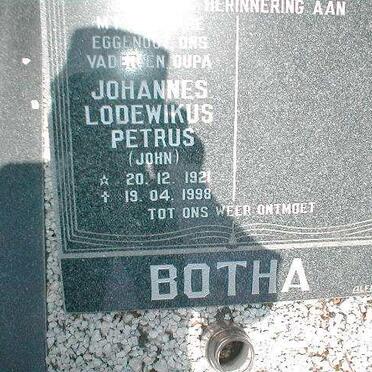 HERINNERING AAN
EGGENOOT ONS
VADER EN OUPA
JOHANNES
LODEWIKUS
PETRUS
(JOHN)
☆ 20. 12. 1921
✝ 19. 04. 1998
TOT ONS WEER ONTMOET
BOTHA